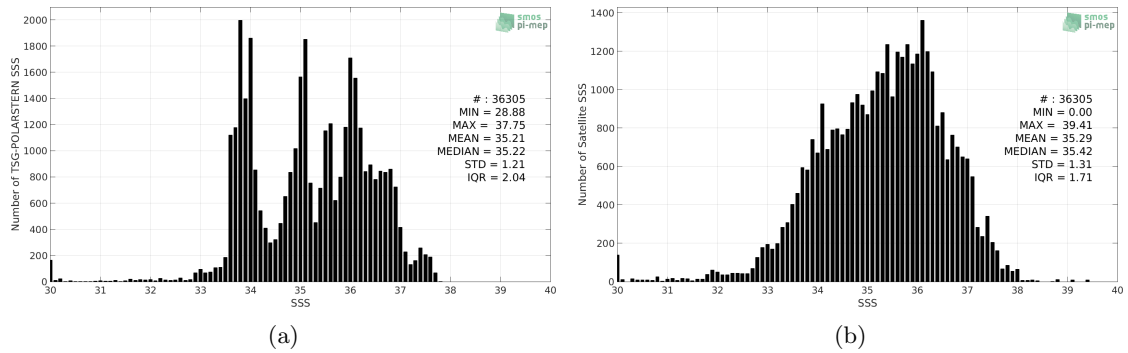 smos
pi-mep
2000
1800
1600
1400
1200
1000
800
600
400
200
0
Number of TSG-POLARSTERN SSS
# : 36305
MIN = 28.88
MAX = 37.75
MEAN = 35.21
MEDIAN = 35.22
STD = 1.21
IQR = 2.04
30 32 34 36 38 40
31 33 35 37 39
SSS
(a)
smos
pi-mep
1400
1200
1000
800
600
400
200
0
Number of Satellite SSS
# : 36305
MIN = 0.00
MAX = 39.41
MEAN = 35.29
MEDIAN = 35.42
STD = 1.31
IQR = 1.71
30 31 32 33 34 35 36 37 38 39 40
SSS
(b)